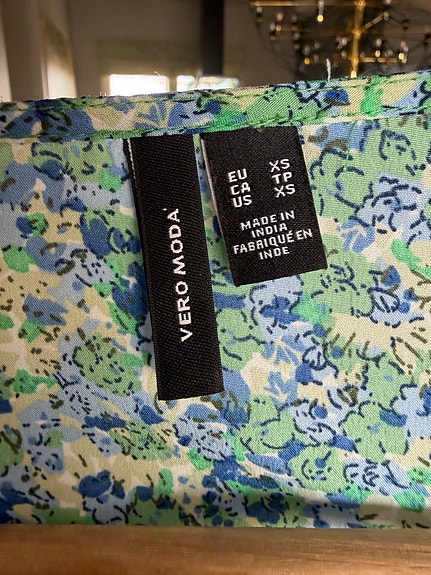 VERO MODA
EU XS
CA TP
US XS
MADE IN
INDIA,
FABRIQUÉ EN
INDE